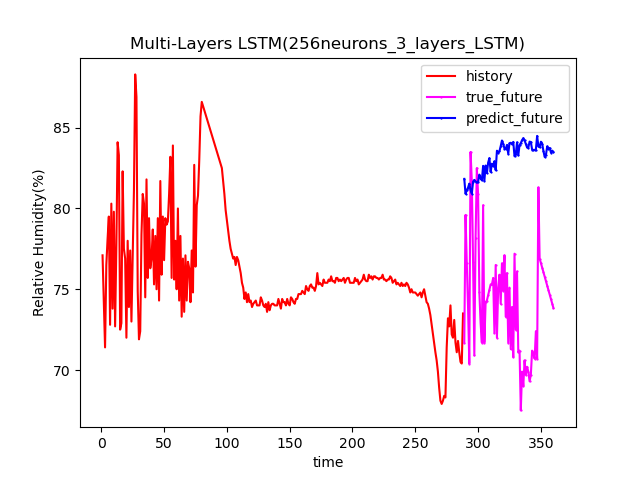 Multi-Layers LSTM(256neurons_3_layers_LSTM)
history
true_future
predict_future
Relative Humidity(%)
85
80
75
70
0 50 100 150 200 250 300 350
time